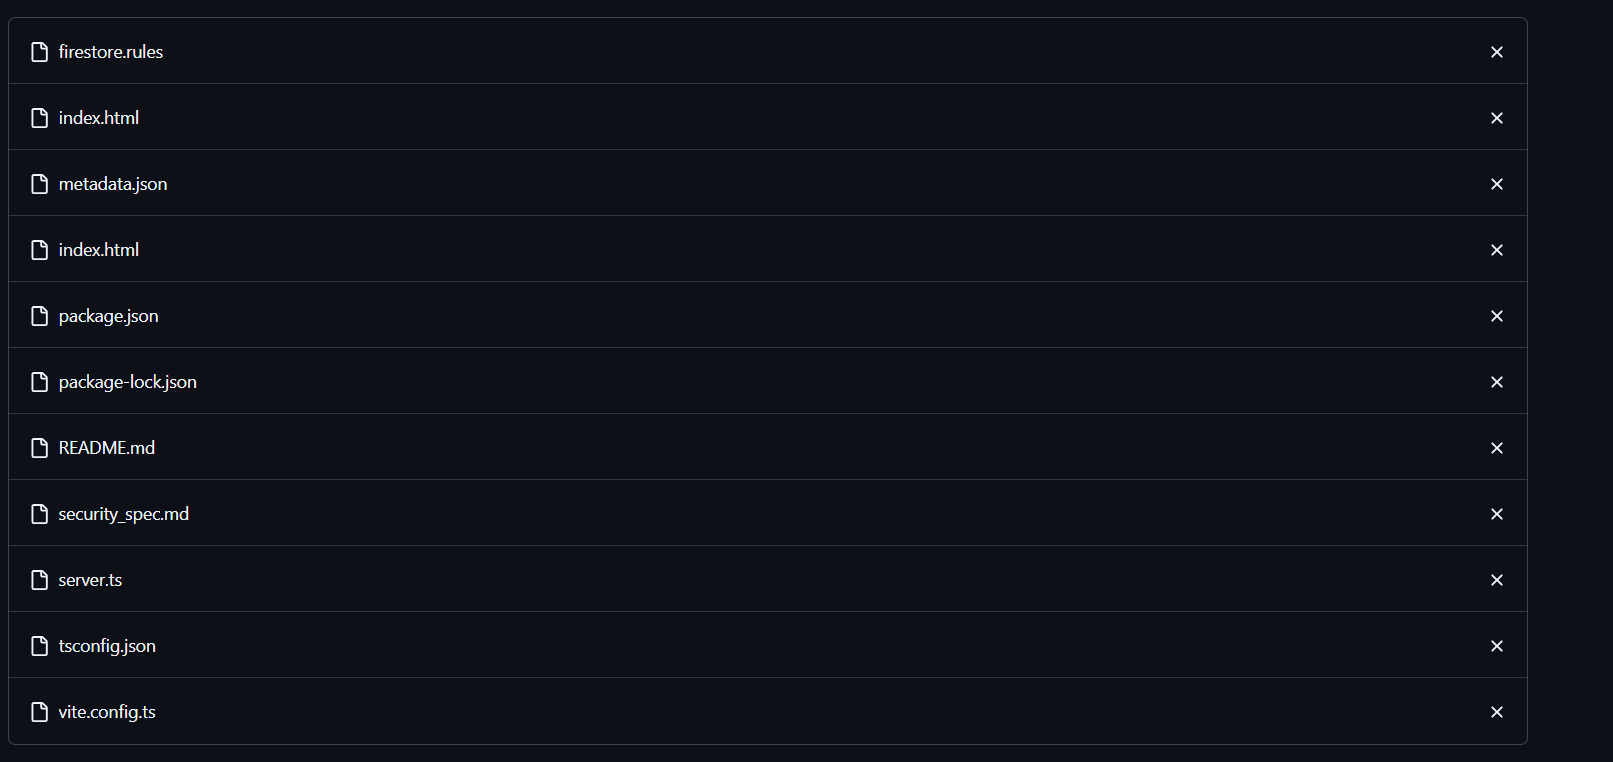 firestore.rules
index.html
metadata.json
index.html
package.json
package-lock.json
README.md
security_spec.md
server.ts
tsconfig.json
vite.config.ts